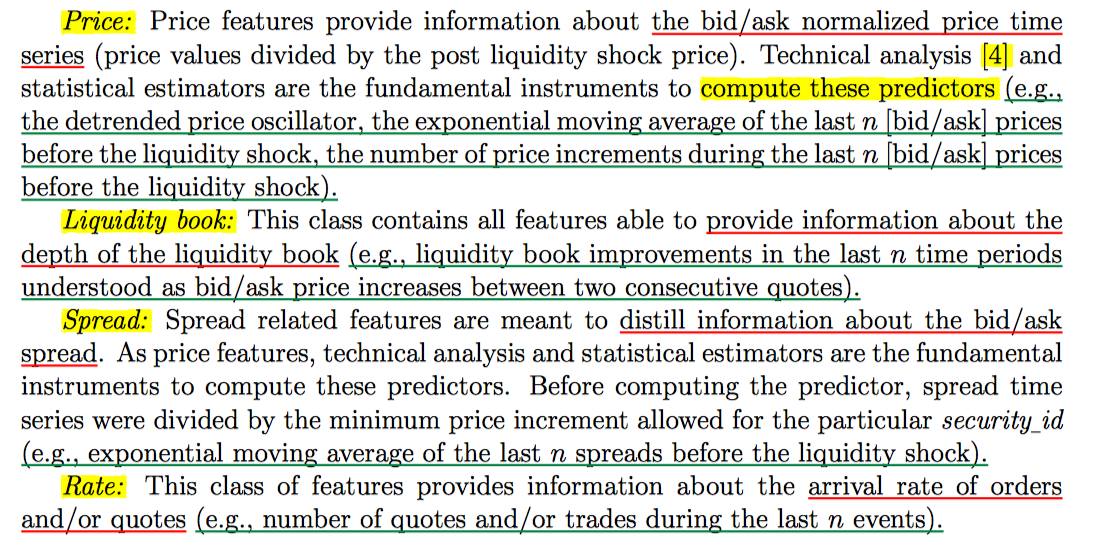 Price: Price features provide information about the bid/ask normalized price time
series (price values divided by the post liquidity shock price). Technical analysis [4] and
statistical estimators are the fundamental instruments to compute these predictors (e.g.,
the detrended price oscillator, the exponential moving average of the last n [bid/ask] prices
before the liquidity shock, the number of price increments during the last n [bid/ask] prices
before the liquidity shock).
Liquidity book: This class contains all features able to provide information about the
depth of the liquidity book (e.g., liquidity book improvements in the last n time periods
understood as bid/ask price increases between two consecutive quotes).
Spread: Spread related features are meant to distill information about the bid/ask
spread. As price features, technical analysis and statistical estimators are the fundamental
instruments to compute these predictors. Before computing the predictor, spread time
series were divided by the minimum price increment allowed for the particular security_id
(e.g., exponential moving average of the last n spreads before the liquidity shock).
Rate: This class of features provides information about the arrival rate of orders
and/or quotes (e.g., number of quotes and/or trades during the last n events).